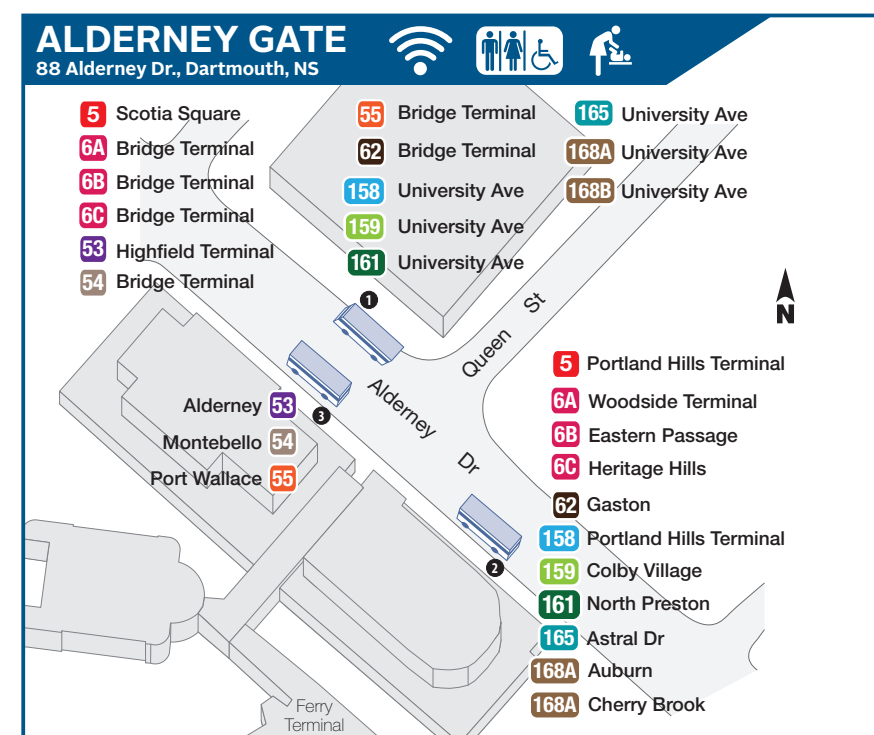 ALDERNEY GATE
88 Alderney Dr., Dartmouth, NS
5 Scotia Square
6A Bridge Terminal
6B Bridge Terminal
6C Bridge Terminal
53 Highfield Terminal
54 Bridge Terminal
55 Bridge Terminal
62 Bridge Terminal
158 University Ave
159 University Ave
161 University Ave
165 University Ave
168A University Ave
168B University Ave
1
N
Queen St
Alderney Dr
3
Alderney 53
Montebello 54
Port Wallace 55
2
5 Portland Hills Terminal
6A Woodside Terminal
6B Eastern Passage
6C Heritage Hills
62 Gaston
158 Portland Hills Terminal
159 Colby Village
161 North Preston
165 Astral Dr
168A Auburn
168A Cherry Brook
Ferry
Terminal